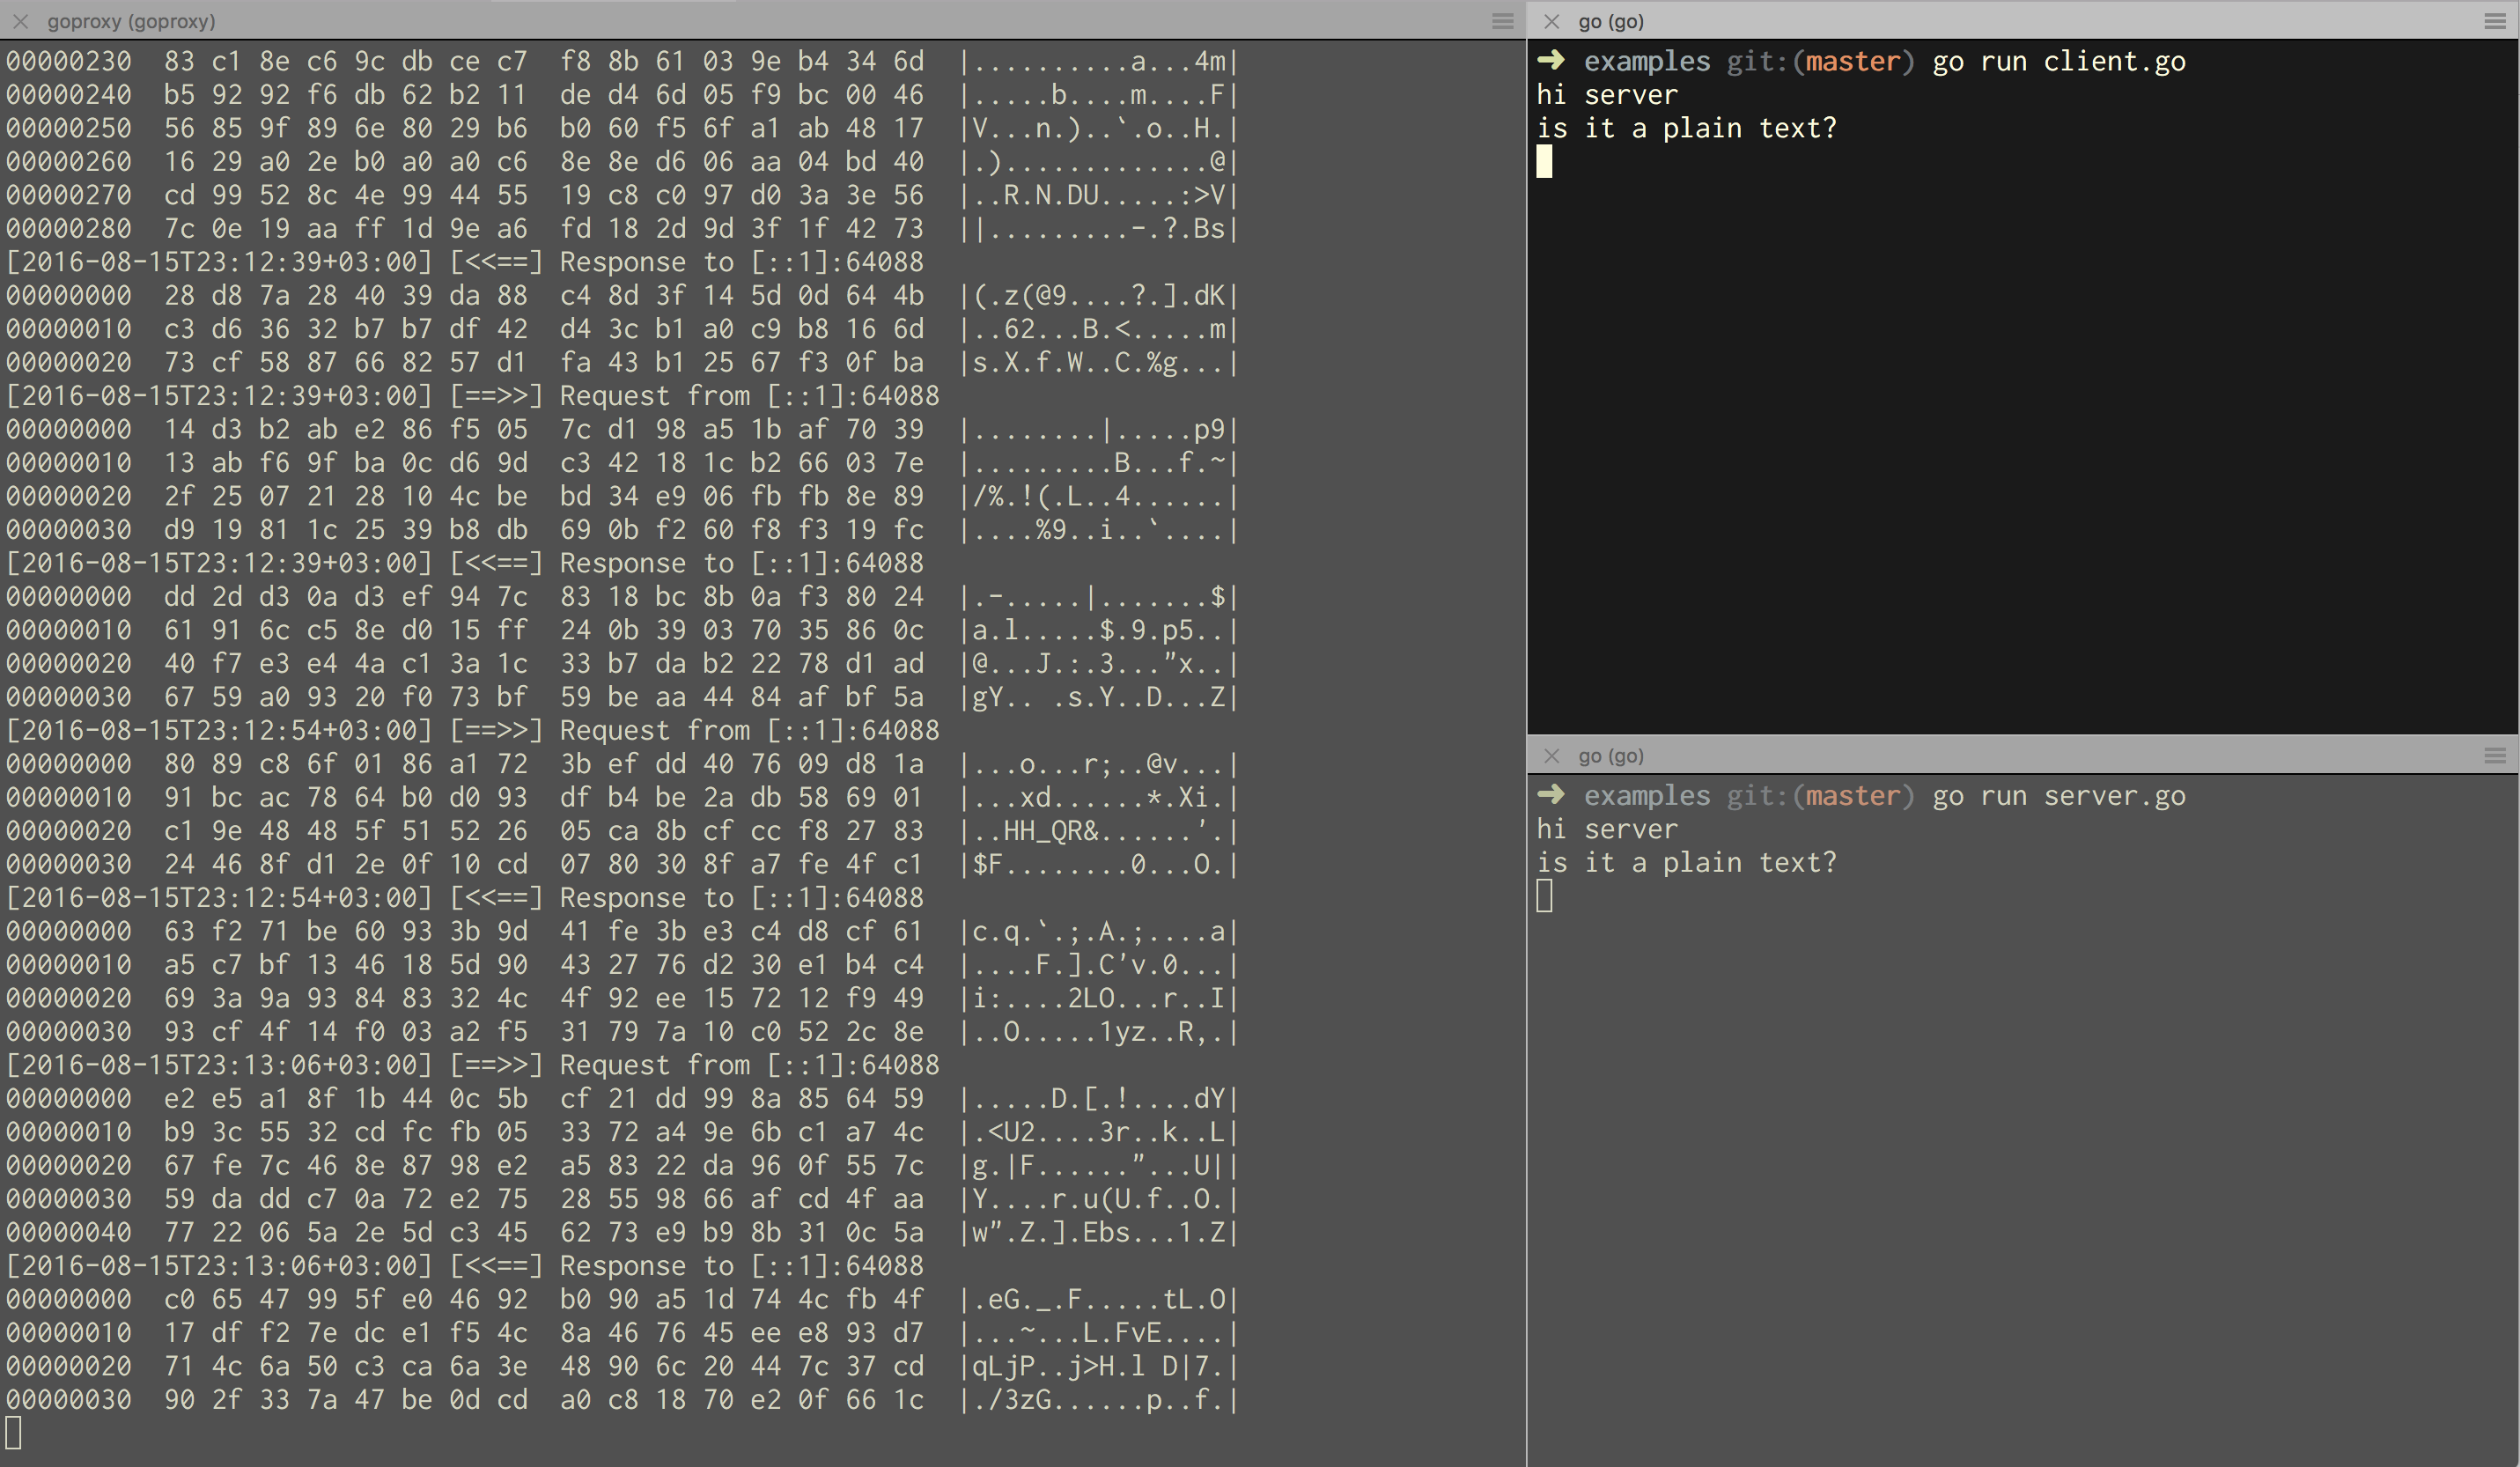 goproxy (goproxy)
00000230  83 c1 8e c6 9c db ce c7  f8 8b 61 03 9e b4 34 6d  |..........a...4m|
00000240  b5 92 92 f6 db 62 b2 11  de d4 6d 05 f9 bc 00 46  |.....b....m....F|
00000250  56 85 9f 89 6e 80 29 b6  b0 60 f5 6f a1 ab 48 17  |V...n.)..`.o..H.|
00000260  16 29 a0 2e b0 a0 a0 c6  8e 8e d6 06 aa 04 bd 40  |.).............@|
00000270  cd 99 52 8c 4e 99 44 55  19 c8 c0 97 d0 3a 3e 56  |..R.N.DU.....:>V|
00000280  7c 0e 19 aa ff 1d 9e a6  fd 18 2d 9d 3f 1f 42 73  ||.........-.?.Bs|
[2016-08-15T23:12:39+03:00] [<<==] Response to [::1]:64088
00000000  28 d8 7a 28 40 39 da 88  c4 8d 3f 14 5d 0d 64 4b  |(.z(@9....?.].dK|
00000010  c3 d6 36 32 b7 b7 df 42  d4 3c b1 a0 c9 b8 16 6d  |..62...B.<.....m|
00000020  73 cf 58 87 66 82 57 d1  fa 43 b1 25 67 f3 0f ba  |s.X.f.W..C.%g...|
[2016-08-15T23:12:39+03:00] [==>>] Request from [::1]:64088
00000000  14 d3 b2 ab e2 86 f5 05  7c d1 98 a5 1b af 70 39  |........|.....p9|
00000010  13 ab f6 9f ba 0c d6 9d  c3 42 18 1c b2 66 03 7e  |.........B...f.~|
00000020  2f 25 07 21 28 10 4c be  bd 34 e9 06 fb fb 8e 89  |/%.!(.L..4......|
00000030  d9 19 81 1c 25 39 b8 db  69 0b f2 60 f8 f3 19 fc  |....%9..i..`....|
[2016-08-15T23:12:39+03:00] [<<==] Response to [::1]:64088
00000000  dd 2d d3 0a d3 ef 94 7c  83 18 bc 8b 0a f3 80 24  |.-.....|.......$|
00000010  61 91 6c c5 8e d0 15 ff  24 0b 39 03 70 35 86 0c  |a.l.....$.9.p5..|
00000020  40 f7 e3 e4 4a c1 3a 1c  33 b7 da b2 22 78 d1 ad  |@...J.:.3..."x..|
00000030  67 59 a0 93 20 f0 73 bf  59 be aa 44 84 af bf 5a  |gY.. .s.Y..D...Z|
[2016-08-15T23:12:54+03:00] [==>>] Request from [::1]:64088
00000000  80 89 c8 6f 01 86 a1 72  3b ef dd 40 76 09 d8 1a  |...o...r;..@v...|
00000010  91 bc ac 78 64 b0 d0 93  df b4 be 2a db 58 69 01  |...xd......*.Xi.|
00000020  c1 9e 48 48 5f 51 52 26  05 ca 8b cf cc f8 27 83  |..HH_QR&......'.|
00000030  24 46 8f d1 2e 0f 10 cd  07 80 30 8f a7 fe 4f c1  |$F........0...O.|
[2016-08-15T23:12:54+03:00] [<<==] Response to [::1]:64088
00000000  63 f2 71 be 60 93 3b 9d  41 fe 3b e3 c4 d8 cf 61  |c.q.`.;.A.;....a|
00000010  a5 c7 bf 13 46 18 5d 90  43 27 76 d2 30 e1 b4 c4  |....F.].C'v.0...|
00000020  69 3a 9a 93 84 83 32 4c  4f 92 ee 15 72 12 f9 49  |i:....2LO...r..I|
00000030  93 cf 4f 14 f0 03 a2 f5  31 79 7a 10 c0 52 2c 8e  |..O.....1yz..R,.|
[2016-08-15T23:13:06+03:00] [==>>] Request from [::1]:64088
00000000  e2 e5 a1 8f 1b 44 0c 5b  cf 21 dd 99 8a 85 64 59  |.....D.[.!....dY|
00000010  b9 3c 55 32 cd fc fb 05  33 72 a4 9e 6b c1 a7 4c  |.<U2....3r..k..L|
00000020  67 fe 7c 46 8e 87 98 e2  a5 83 22 da 96 0f 55 7c  |g.|F......"...U||
00000030  59 da dd c7 0a 72 e2 75  28 55 98 66 af cd 4f aa  |Y....r.u(U.f..O.|
00000040  77 22 06 5a 2e 5d c3 45  62 73 e9 b9 8b 31 0c 5a  |w".Z.].Ebs...1.Z|
[2016-08-15T23:13:06+03:00] [<<==] Response to [::1]:64088
00000000  c0 65 47 99 5f e0 46 92  b0 90 a5 1d 74 4c fb 4f  |.eG._.F.....tL.O|
00000010  17 df f2 7e dc e1 f5 4c  8a 46 76 45 ee e8 93 d7  |...~...L.FvE....|
00000020  71 4c 6a 50 c3 ca 6a 3e  48 90 6c 20 44 7c 37 cd  |qLjP..j>H.l D|7.|
00000030  90 2f 33 7a 47 be 0d cd  a0 c8 18 70 e2 0f 66 1c  |./3zG......p..f.|
go (go)
➜ examples git:(master) go run client.go
hi server
is it a plain text?
go (go)
➜ examples git:(master) go run server.go
hi server
is it a plain text?